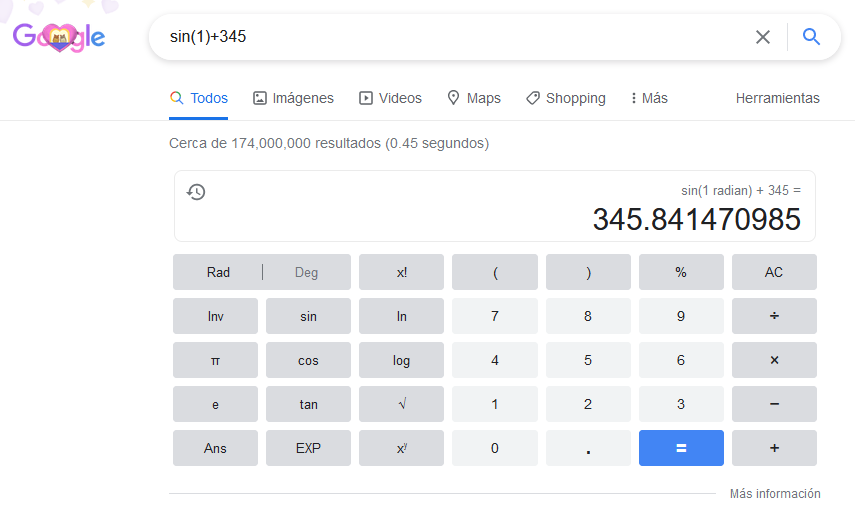 Google
sin(1)+345
Todos Imágenes Videos Maps Shopping Más Herramientas
Cerca de 174,000,000 resultados (0.45 segundos)
sin(1 radian) + 345 =
345.841470985
Rad Deg x! ( ) % AC
Inv sin ln 7 8 9 ÷
π cos log 4 5 6 ×
e tan √ 1 2 3 −
Ans EXP xʸ 0 . = +
Más información